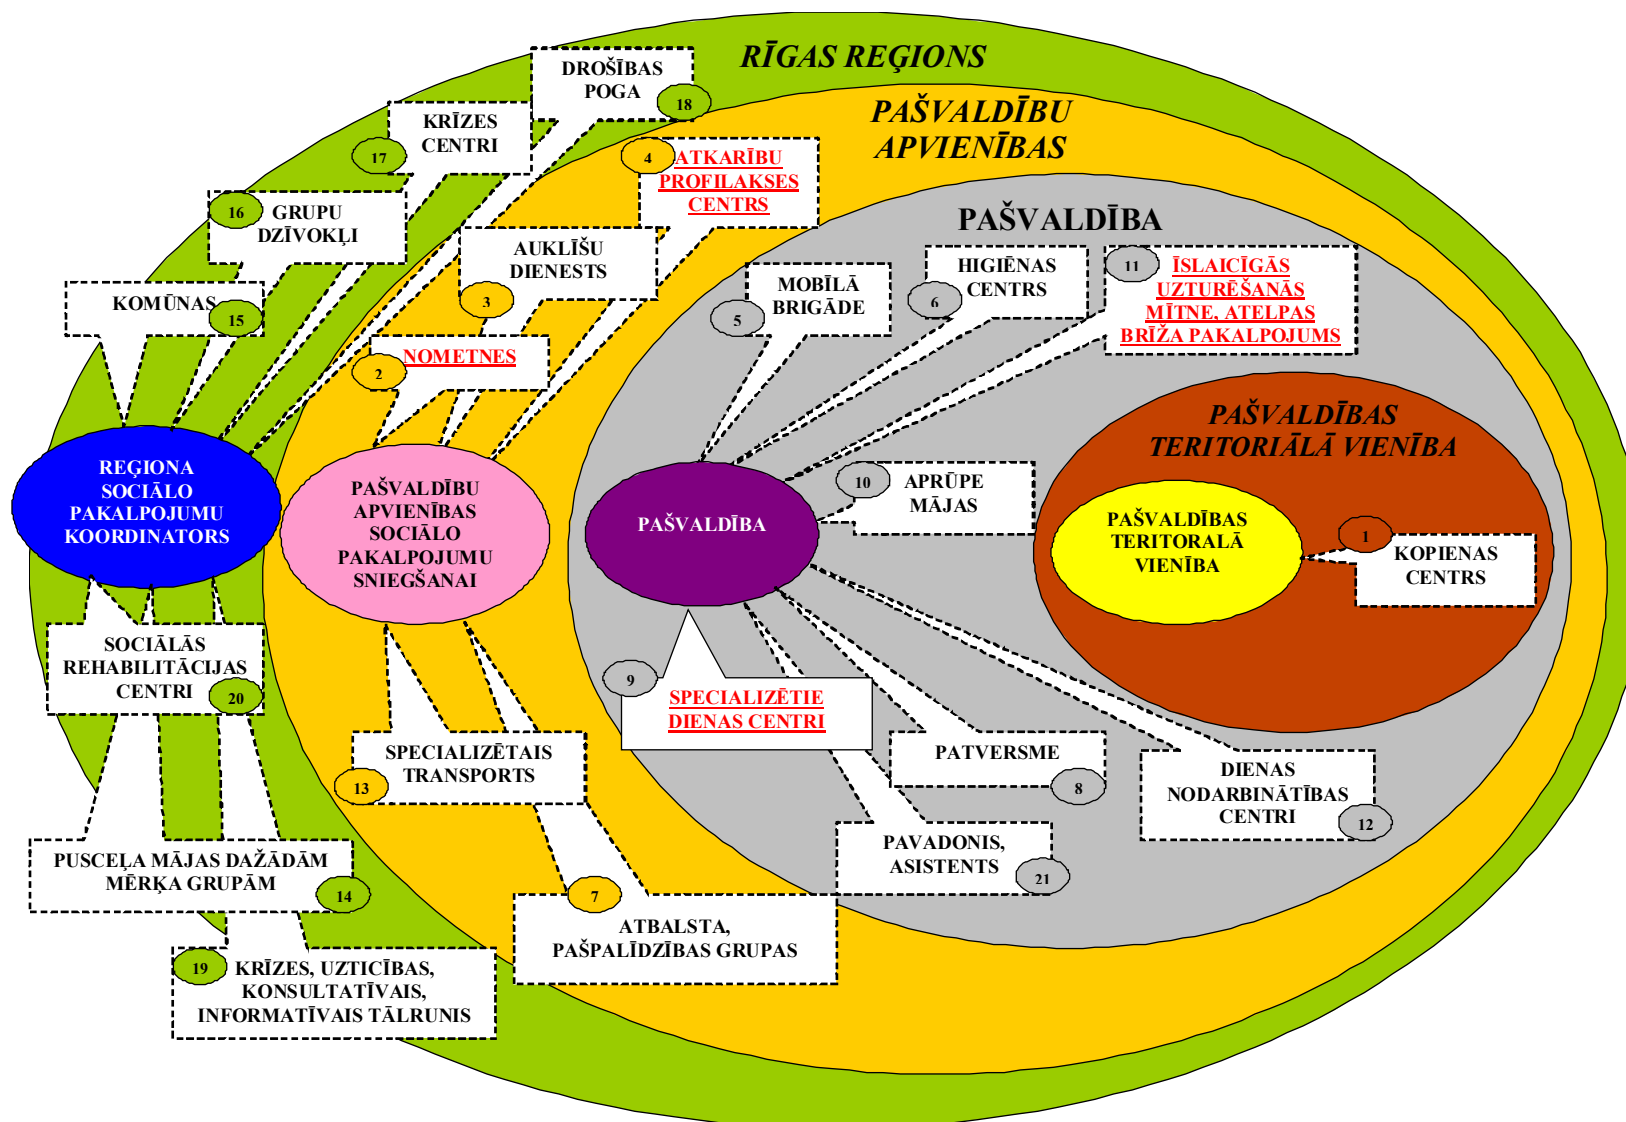 RĪGAS REĢIONS
PAŠVALDĪBU
APVIENĪBAS
PAŠVALDĪBA
PAŠVALDĪBAS
TERITORIĀLĀ VIENĪBA
DROŠĪBAS
POGA
18
KRĪZES
CENTRI
17
16
GRUPU
DZĪVOKĻI
KOMŪNAS
15
4
ATKARĪBU
PROFILAKSES
CENTRS
AUKLĪŠU
DIENESTS
3
NOMETNES
2
MOBĪLĀ
BRIGĀDE
5
HIGIĒNAS
CENTRS
6
11
ĪSLAICĪGĀS
UZTURĒŠANĀS
MĪTNE, ATELPAS
BRĪŽA PAKALPOJUMS
REĢIONA
SOCIĀLO
PAKALPOJUMU
KOORDINATORS
PAŠVALDĪBU
APVIENĪBAS
SOCIĀLO
PAKALPOJUMU
SNIEGŠANAI
PAŠVALDĪBA
10
APRŪPE
MĀJAS
PAŠVALDĪBAS
TERITORALĀ
VIENĪBA
1
KOPIENAS
CENTRS
SOCIĀLĀS
REHABILITĀCIJAS
CENTRI
20
9
SPECIALIZĒTIE
DIENAS CENTRI
SPECIALIZĒTAIS
TRANSPORTS
13
PATVERSME
8
DIENAS
NODARBINĀTĪBAS
CENTRI
12
PUSCEĻA MĀJAS DAŽĀDĀM
MĒRĶA GRUPĀM
14
PAVADONIS,
ASISTENTS
21
7
ATBALSTA,
PAŠPALĪDZĪBAS GRUPAS
19
KRĪZES, UZTICĪBAS,
KONSULTATĪVAIS,
INFORMATĪVAIS TĀLRUNIS